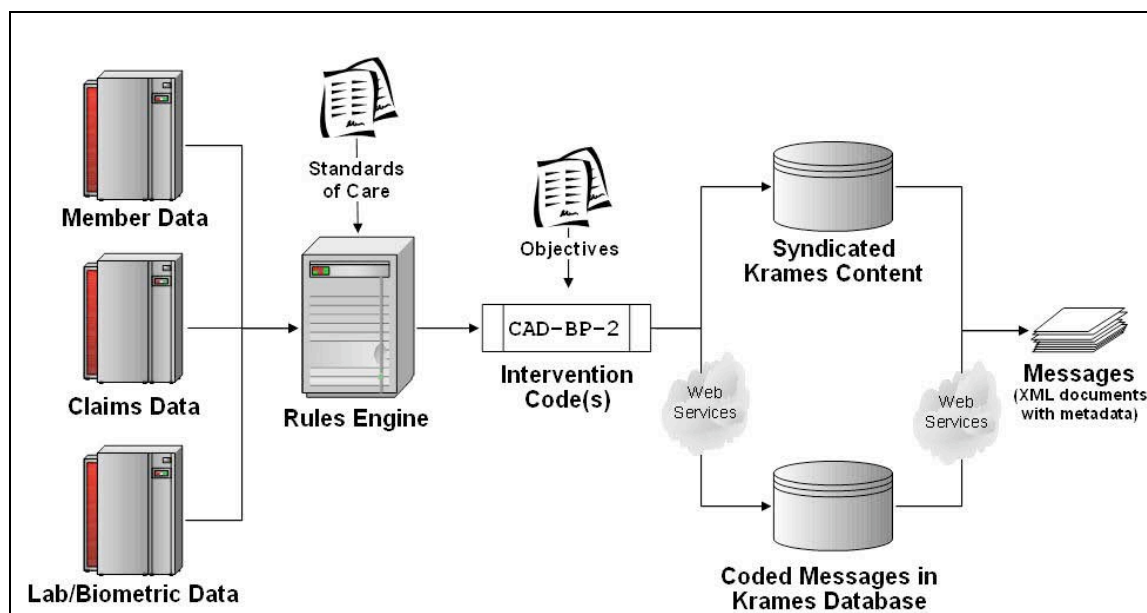 Member Data
Claims Data
Lab/Biometric Data
Standards
of Care
Rules Engine
Objectives
CAD-BP-2
Intervention
Code(s)
Syndicated
Krames Content
Web
Services
Coded Messages in
Krames Database
Web
Services
Messages
(XML documents
with metadata)